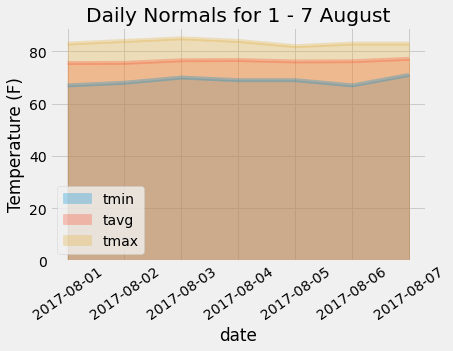 Daily Normals for 1 - 7 August
Temperature (F)
80
60
40
20
0
tmin
tavg
tmax
2017-08-01
2017-08-02
2017-08-03
2017-08-04
2017-08-05
2017-08-06
2017-08-07
date